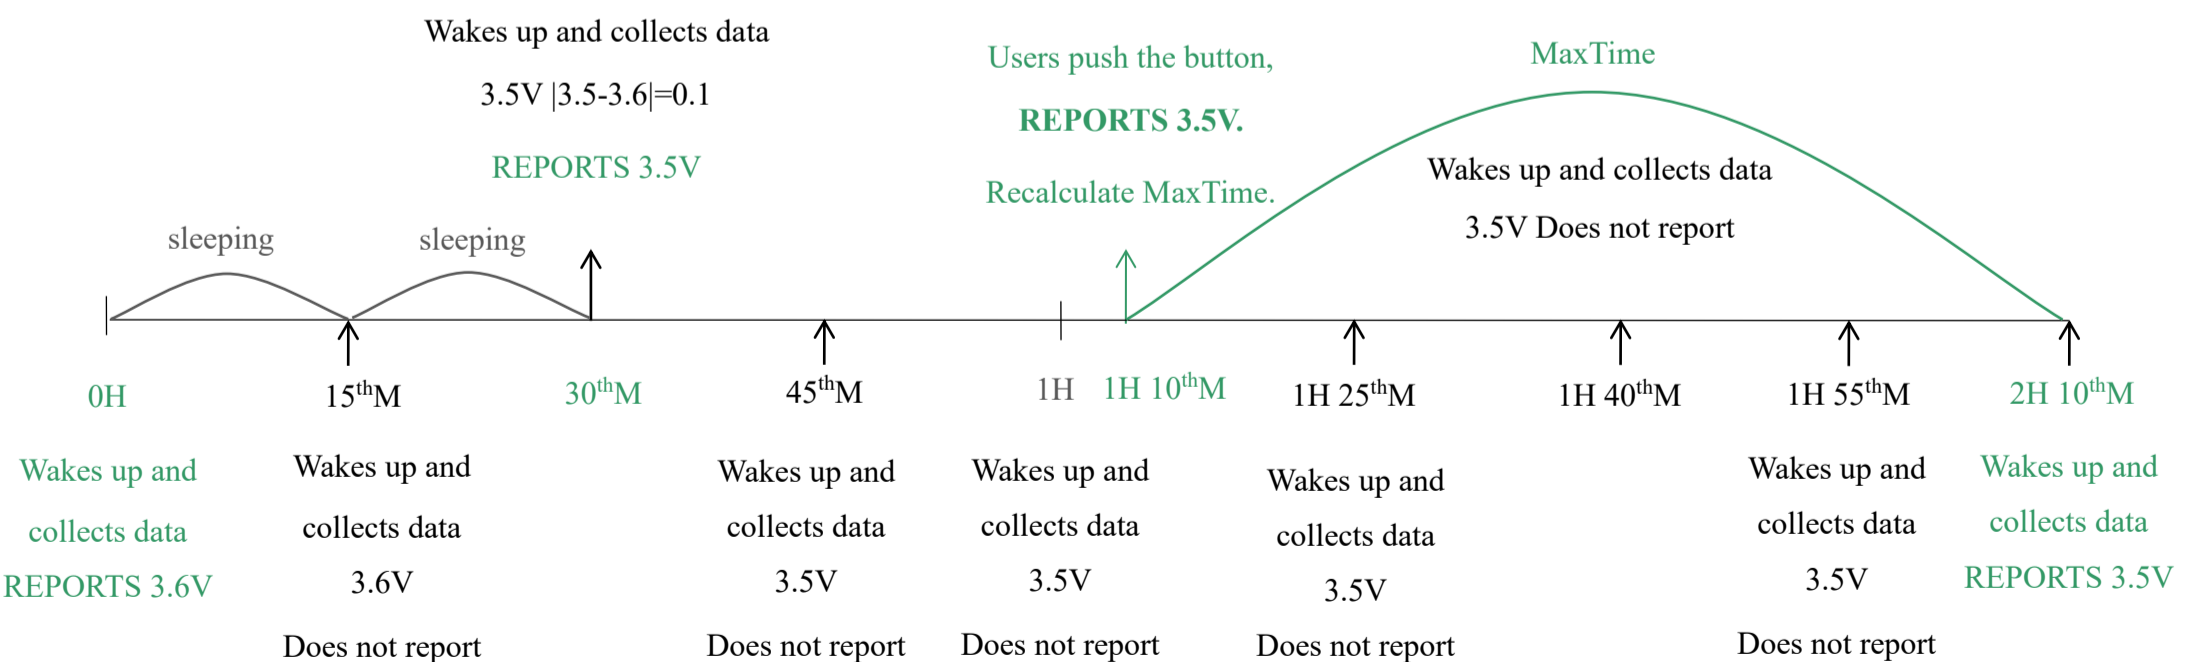 Wakes up and collects data
3.5V |3.5-3.6|=0.1
REPORTS 3.5V
Users push the button,
REPORTS 3.5V.
Recalculate MaxTime.
MaxTime
Wakes up and collects data
3.5V Does not report
sleeping
sleeping
0H
15thM
30thM
45thM
1H
1H 10thM
1H 25thM
1H 40thM
1H 55thM
2H 10thM
Wakes up and
collects data
REPORTS 3.6V
Wakes up and
collects data
3.6V
Does not report
Wakes up and
collects data
3.5V
Does not report
Wakes up and
collects data
3.5V
Does not report
Wakes up and
collects data
3.5V
Does not report
Wakes up and
collects data
3.5V
Does not report
Wakes up and
collects data
REPORTS 3.5V